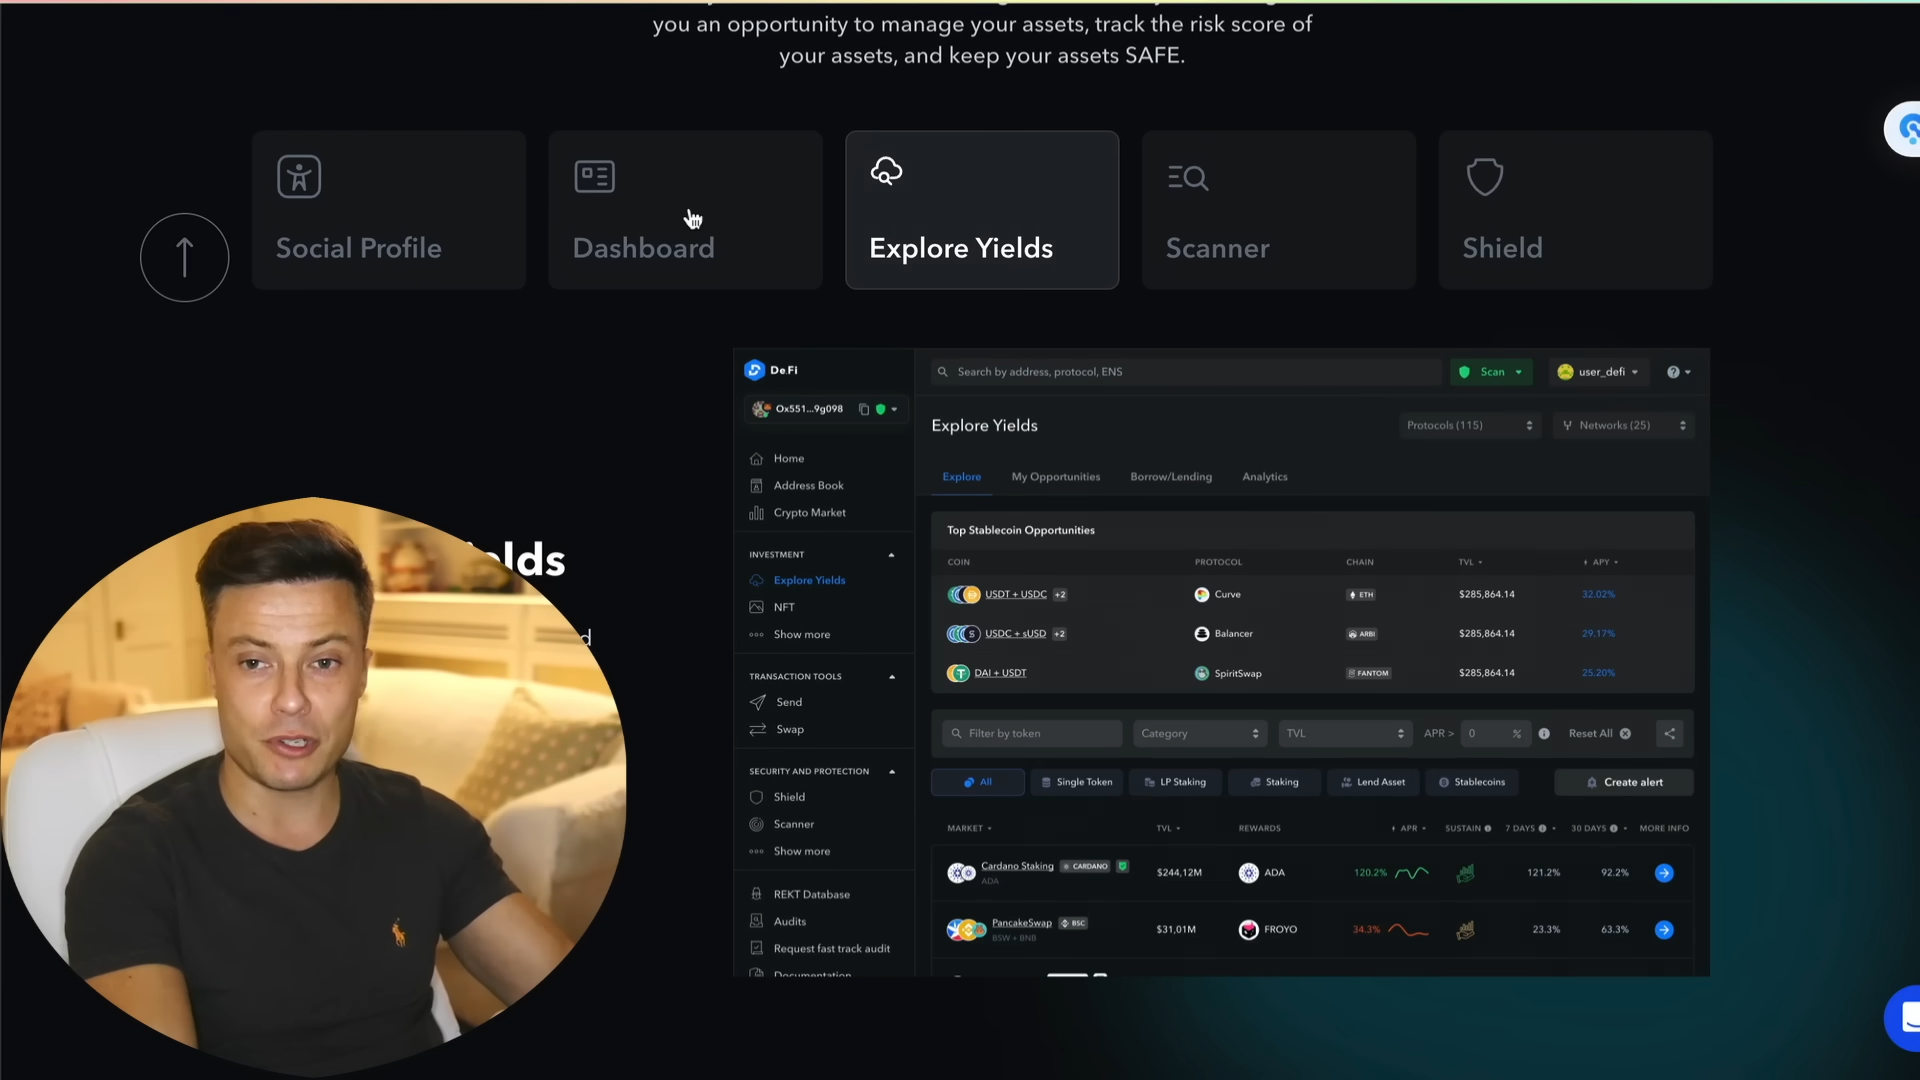 you an opportunity to manage your assets, track the risk score of
your assets, and keep your assets SAFE.
Social Profile
Dashboard
Explore Yields
Scanner
Shield
De.Fi
Search by address, protocol, ENS
Scan
user_defi
0x551...9g098
Explore Yields
Protocols (115)
Networks (25)
Home
Address Book
Crypto Market
INVESTMENT
Explore Yields
NFT
Show more
TRANSACTION TOOLS
Send
Swap
SECURITY AND PROTECTION
Shield
Scanner
Show more
REKT Database
Audits
Request fast track audit
Documentation
Explore
My Opportunities
Borrow/Lending
Analytics
Top Stablecoin Opportunities
COIN PROTOCOL CHAIN TVL APY
USDT + USDC +2 Curve ETH $285,864.14 32.02%
USDC + sUSD +2 Balancer ARBI $285,864.14 29.17%
DAI + USDT SpiritSwap FANTOM $285,864.14 25.20%
Filter by token Category TVL APR > 0 % Reset All
All Single Token LP Staking Staking Lend Asset Stablecoins Create alert
MARKET TVL REWARDS APR SUSTAIN 7 DAYS 30 DAYS MORE INFO
Cardano Staking CARDANO $244,12M ADA 120.2% 121.2% 92.2%
ADA
PancakeSwap BSC $31,01M FROYO 34.3% 23.3% 63.3%
BSW + BNB